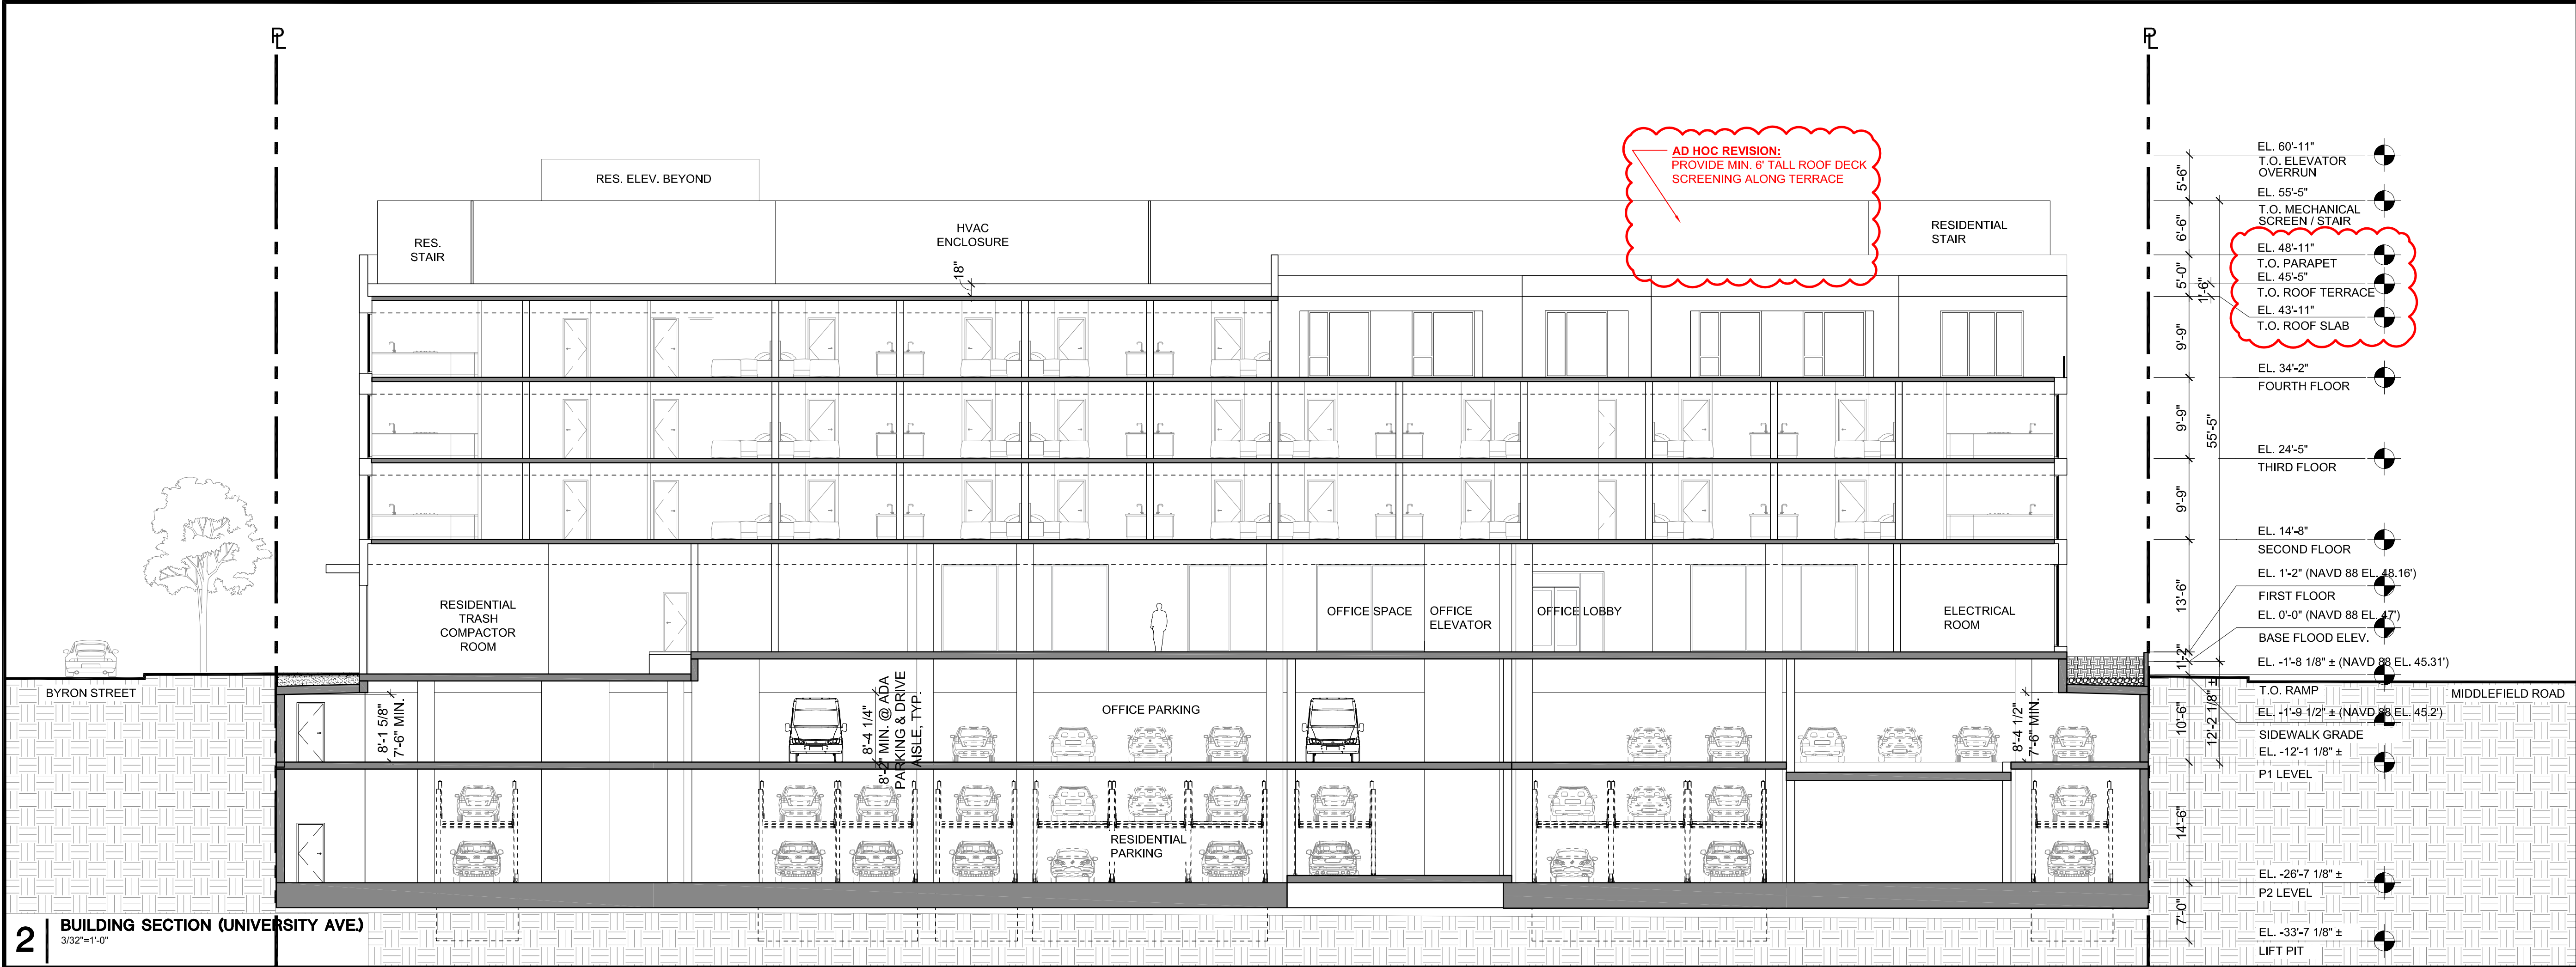 PL
PL
AD HOC REVISION:
PROVIDE MIN. 6' TALL ROOF DECK
SCREENING ALONG TERRACE
RES. ELEV. BEYOND
RES.
STAIR
HVAC
ENCLOSURE
RESIDENTIAL
STAIR
18"
EL. 60'-11"
T.O. ELEVATOR
OVERRUN
EL. 55'-5"
T.O. MECHANICAL
SCREEN / STAIR
EL. 48'-11"
T.O. PARAPET
EL. 45'-5"
T.O. ROOF TERRACE
EL. 43'-11"
T.O. ROOF SLAB
EL. 34'-2"
FOURTH FLOOR
EL. 24'-5"
THIRD FLOOR
EL. 14'-8"
SECOND FLOOR
EL. 1'-2" (NAVD 88 EL. 48.16')
FIRST FLOOR
EL. 0'-0" (NAVD 88 EL. 47')
BASE FLOOD ELEV.
EL. -1'-8 1/8" ± (NAVD 88 EL. 45.31')
T.O. RAMP
EL. -1'-9 1/2" ± (NAVD 88 EL. 45.2')
SIDEWALK GRADE
EL. -12'-1 1/8" ±
P1 LEVEL
EL. -26'-7 1/8" ±
P2 LEVEL
EL. -33'-7 1/8" ±
LIFT PIT
5'-6"
6'-6"
5'-0"
1'-6"
9'-9"
9'-9"
9'-9"
13'-6"
1'-2"
10'-6"
14'-6"
7'-0"
55'-5"
12'-2 1/8" ±
RESIDENTIAL
TRASH
COMPACTOR
ROOM
OFFICE SPACE
OFFICE
ELEVATOR
OFFICE LOBBY
ELECTRICAL
ROOM
BYRON STREET
MIDDLEFIELD ROAD
8'-1 5/8"
7'-6" MIN.
8'-4 1/4"
8'-2" MIN. @ ADA
PARKING & DRIVE
AISLE, TYP.
OFFICE PARKING
8'-4 1/2"
7'-6" MIN.
RESIDENTIAL
PARKING
2
BUILDING SECTION (UNIVERSITY AVE.)
3/32"=1'-0"